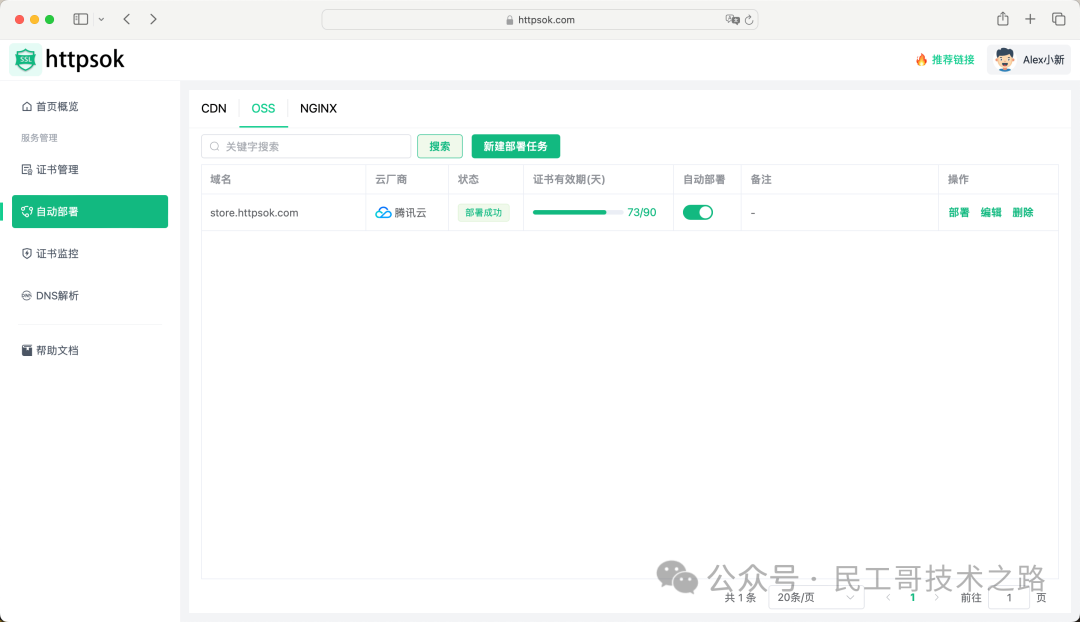 httpsok.com
SSL
httpsok
推荐链接
Alex小新
首页概览
服务管理
证书管理
自动部署
证书监控
DNS解析
帮助文档
CDN OSS NGINX
关键字搜索 搜索 新建部署任务
域名 云厂商 状态 证书有效期(天) 自动部署 备注 操作
store.httpsok.com 腾讯云 部署成功 73/90 - 部署 编辑 删除
公众号 · 民工哥技术之路
共 1 条 20条/页 1 前往 1 页